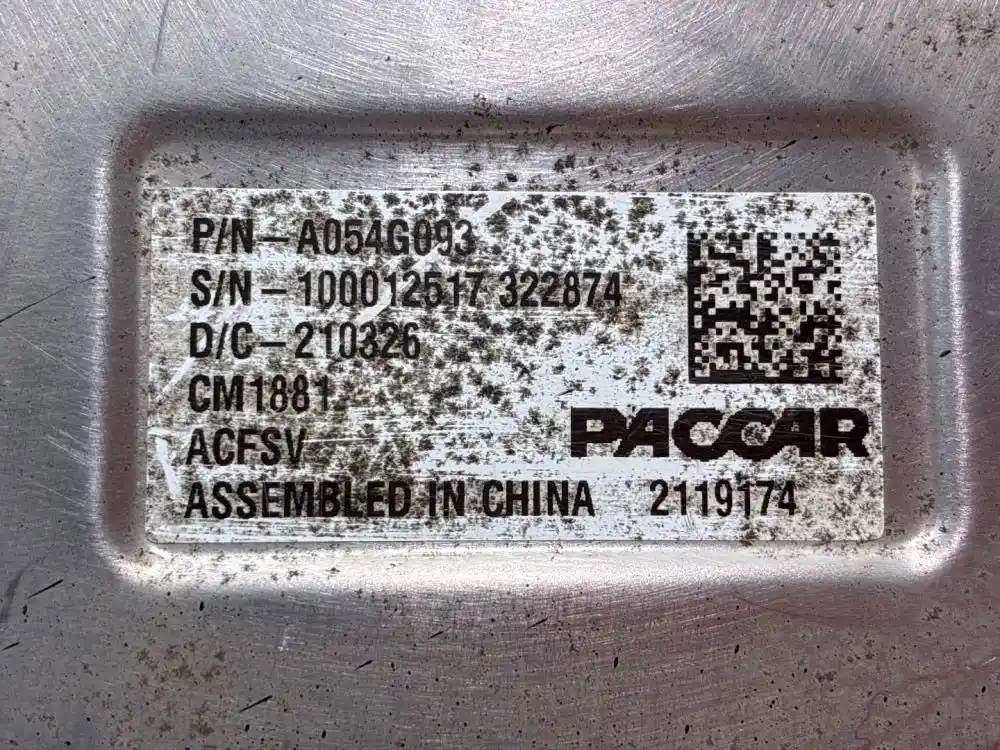 P/N-A054G093
S/N-100012517 322874
D/C-210326
CM1881
ACFSV
PACCAR
ASSEMBLED IN CHINA 2119174